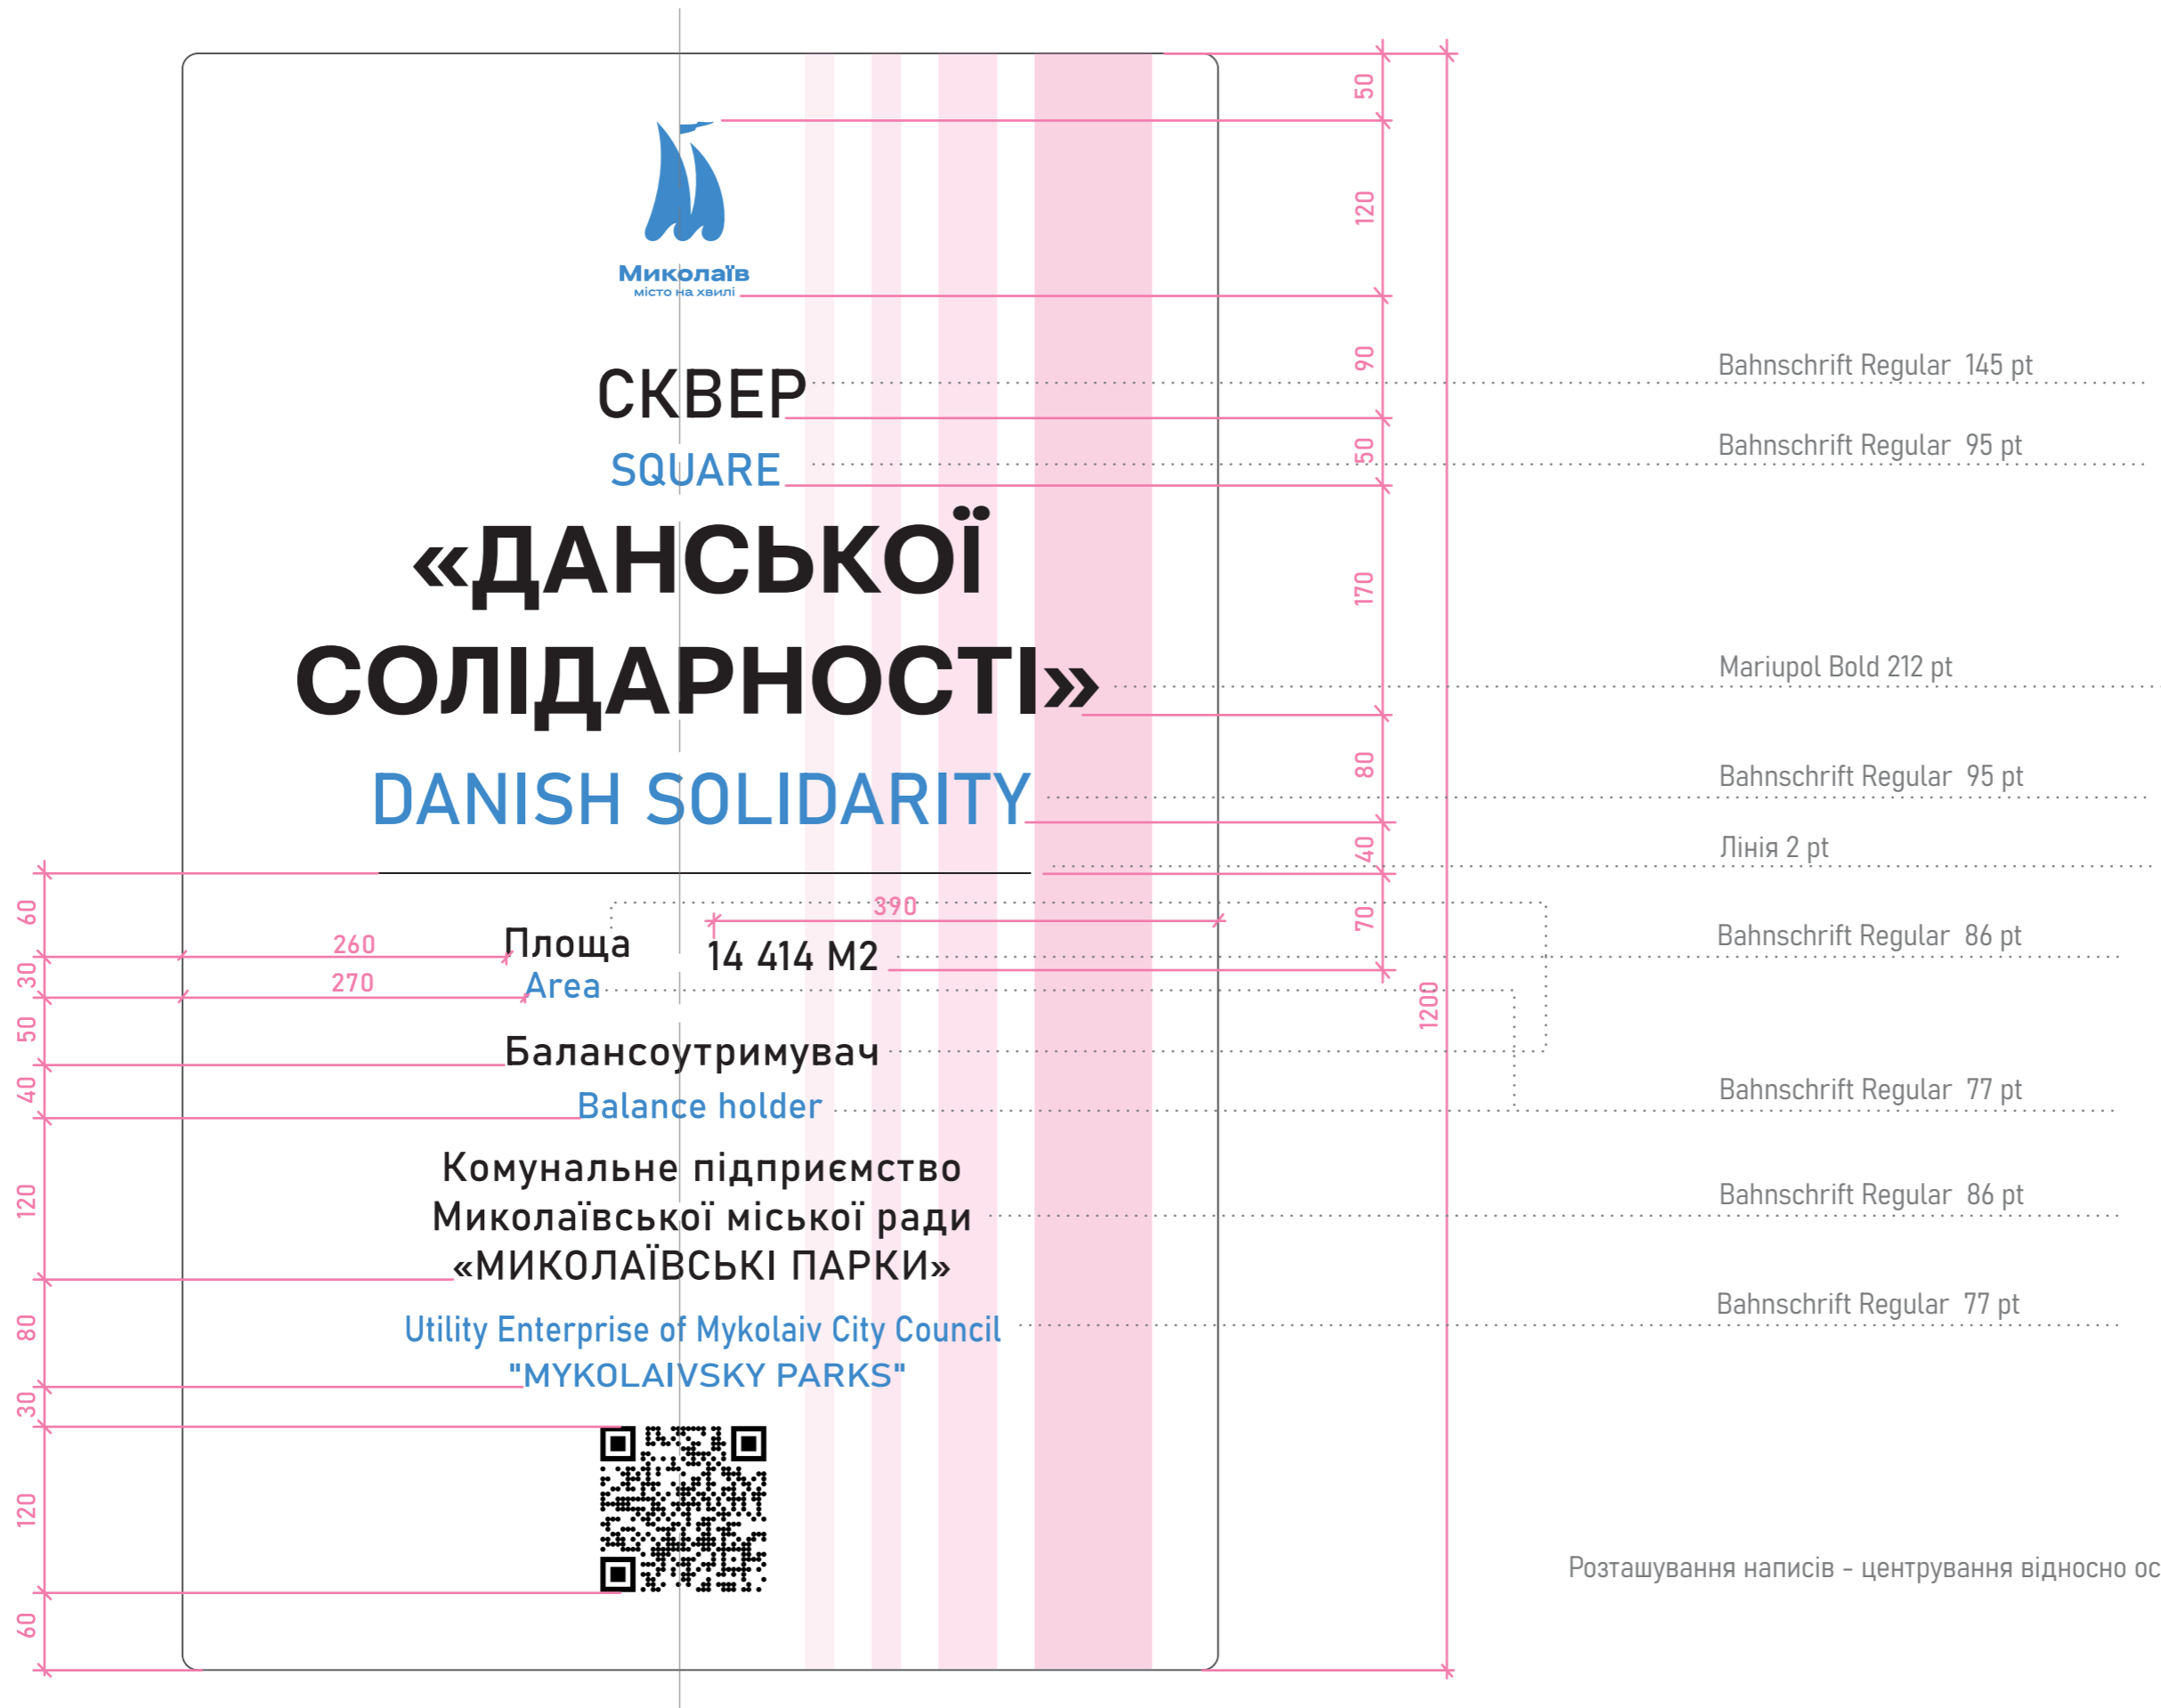 50
120
Миколаїв
місто на хвилі
90
СКВЕР
Bahnschrift Regular 145 pt
50
SQUARE
Bahnschrift Regular 95 pt
«ДАНСЬКОЇ
170
СОЛІДАРНОСТІ»
Mariupol Bold 212 pt
80
DANISH SOLIDARITY
Bahnschrift Regular 95 pt
40
Лінія 2 pt
60
390
70
260
Площа
14 414 М2
Bahnschrift Regular 86 pt
30
270
Area
1200
50
Балансоутримувач
40
Balance holder
Bahnschrift Regular 77 pt
120
Комунальне підприємство
Миколаївської міської ради
Bahnschrift Regular 86 pt
«МИКОЛАЇВСЬКІ ПАРКИ»
80
Utility Enterprise of Mykolaiv City Council
Bahnschrift Regular 77 pt
"MYKOLAIVSKY PARKS"
30
120
Розташування написів - центрування відносно ос
60